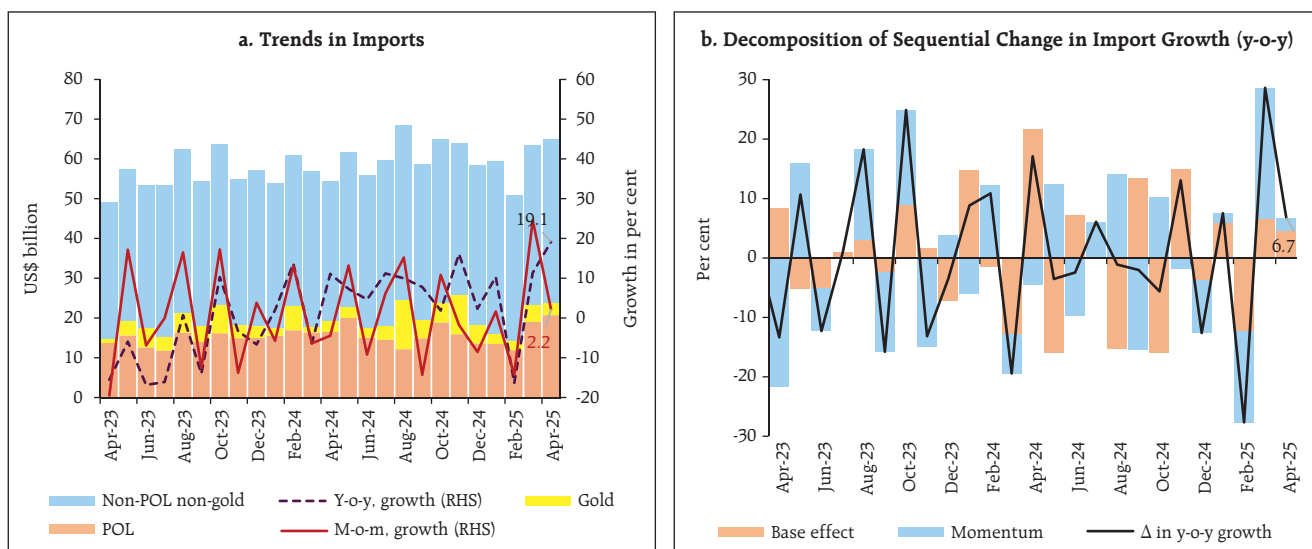 a. Trends in Imports
80
70
60
50
40
30
20
10
0
US$ billion
60
50
40
30
20
10
0
-10
-20
Growth in per cent
19.1
2.2
Apr-23
Jun-23
Aug-23
Oct-23
Dec-23
Feb-24
Apr-24
Jun-24
Aug-24
Oct-24
Dec-24
Feb-25
Apr-25
Non-POL non-gold
Y-o-y, growth (RHS)
Gold
POL
M-o-m, growth (RHS)
b. Decomposition of Sequential Change in Import Growth (y-o-y)
30
20
10
0
-10
-20
-30
Per cent
6.7
Apr-23
Jun-23
Aug-23
Oct-23
Dec-23
Feb-24
Apr-24
Jun-24
Aug-24
Oct-24
Dec-24
Feb-25
Apr-25
Base effect
Momentum
Δ in y-o-y growth